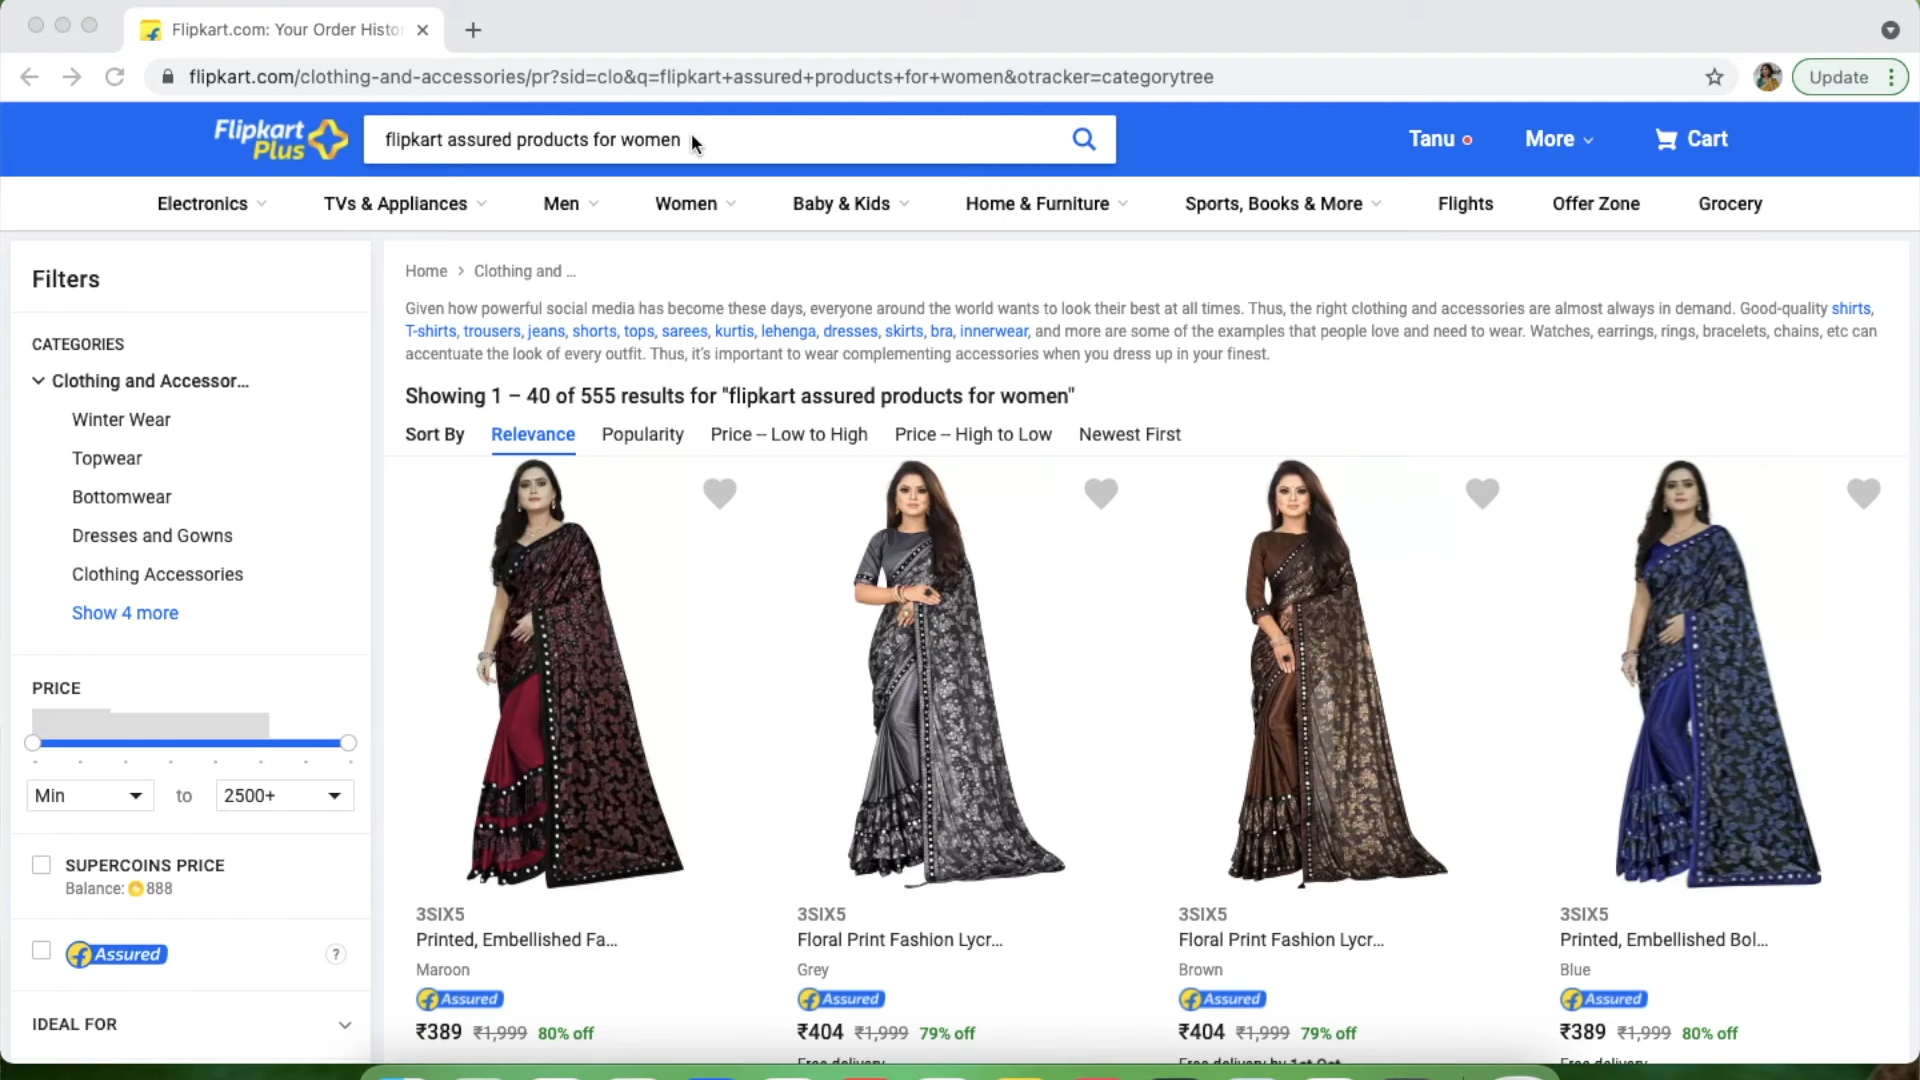 Flipkart.com: Your Order Histor
flipkart.com/clothing-and-accessories/pr?sid=clo&q=flipkart+assured+products+for+women&otracker=categorytree
Update
Flipkart
Plus
flipkart assured products for women
Tanu
More
Cart
Electronics
TVs & Appliances
Men
Women
Baby & Kids
Home & Furniture
Sports, Books & More
Flights
Offer Zone
Grocery
Filters
CATEGORIES
Clothing and Accessor...
Winter Wear
Topwear
Bottomwear
Dresses and Gowns
Clothing Accessories
Show 4 more
PRICE
Min to 2500+
SUPERCOINS PRICE
Balance: 888
Assured ?
IDEAL FOR
Home > Clothing and ...
Given how powerful social media has become these days, everyone around the world wants to look their best at all times. Thus, the right clothing and accessories are almost always in demand. Good-quality shirts,
T-shirts, trousers, jeans, shorts, tops, sarees, kurtis, lehenga, dresses, skirts, bra, innerwear, and more are some of the examples that people love and need to wear. Watches, earrings, rings, bracelets, chains, etc can
accentuate the look of every outfit. Thus, it's important to wear complementing accessories when you dress up in your finest.
Showing 1 – 40 of 555 results for "flipkart assured products for women"
Sort By Relevance Popularity Price -- Low to High Price -- High to Low Newest First
3SIX5
Printed, Embellished Fa...
Maroon
Assured
₹389 ₹1,999 80% off
3SIX5
Floral Print Fashion Lycr...
Grey
Assured
₹404 ₹1,999 79% off
Free delivery
3SIX5
Floral Print Fashion Lycr...
Brown
Assured
₹404 ₹1,999 79% off
Free delivery by 1st Oct
3SIX5
Printed, Embellished Bol...
Blue
Assured
₹389 ₹1,999 80% off
Free delivery